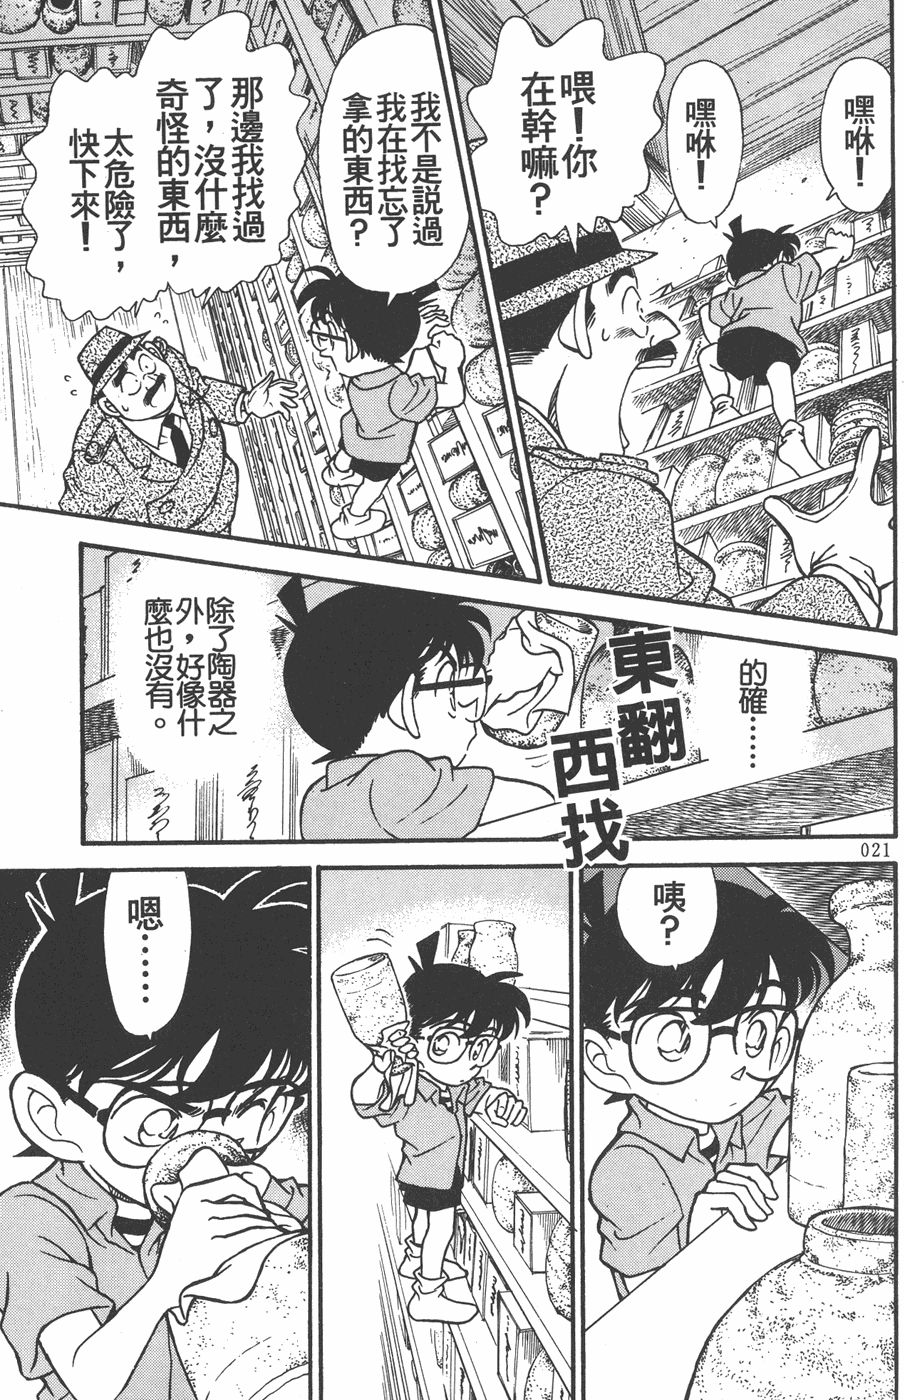 嘿咻！
嘿咻！
喂！你
在幹嘛？
我不是說過
我在找忘了
拿的東西？
那邊我找過
了，沒什麼
奇怪的東西，
太危險了，
快下來！
的確……
東翻
西找
除了陶器之
外，好像什
麼也沒有。
021
咦？
嗯……